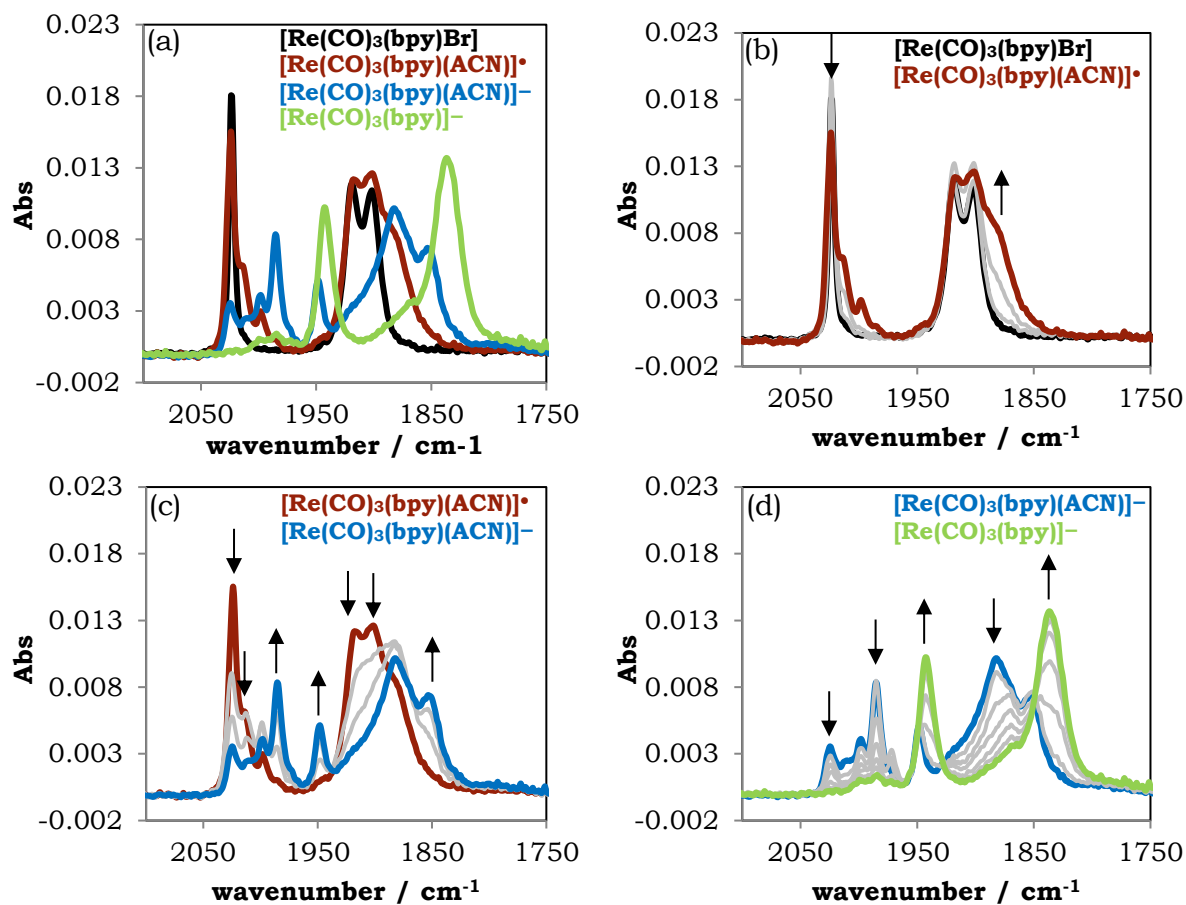 (a)
[Re(CO)₃(bpy)Br]
[Re(CO)₃(bpy)(ACN)]•
[Re(CO)₃(bpy)(ACN)]–
[Re(CO)₃(bpy)]–
0.023
0.018
0.013
0.008
0.003
-0.002
Abs
2050 1950 1850 1750
wavenumber / cm-1
(b)
[Re(CO)₃(bpy)Br]
[Re(CO)₃(bpy)(ACN)]•
0.023
0.018
0.013
0.008
0.003
-0.002
Abs
2050 1950 1850 1750
wavenumber / cm⁻¹
(c)
[Re(CO)₃(bpy)(ACN)]•
[Re(CO)₃(bpy)(ACN)]–
0.023
0.018
0.013
0.008
0.003
-0.002
Abs
2050 1950 1850 1750
wavenumber / cm⁻¹
(d)
[Re(CO)₃(bpy)(ACN)]–
[Re(CO)₃(bpy)]–
0.023
0.018
0.013
0.008
0.003
-0.002
Abs
2050 1950 1850 1750
wavenumber / cm⁻¹